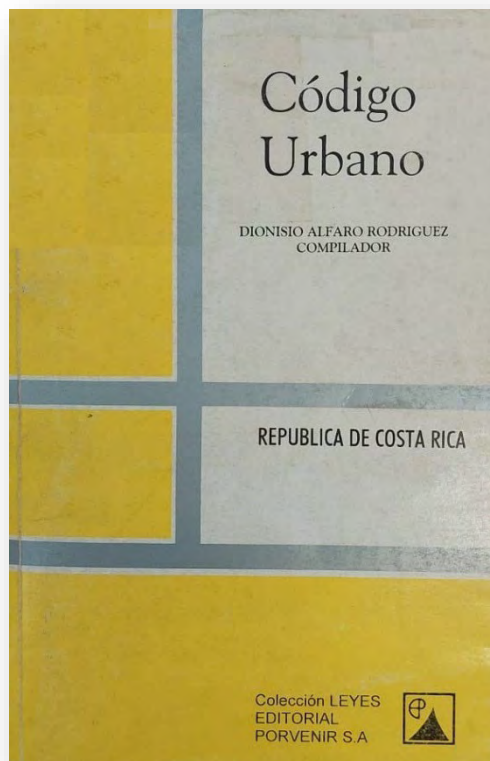 Código
Urbano
DIONISIO ALFARO RODRIGUEZ
COMPILADOR
REPUBLICA DE COSTA RICA
Colección LEYES
EDITORIAL
PORVENIR S.A